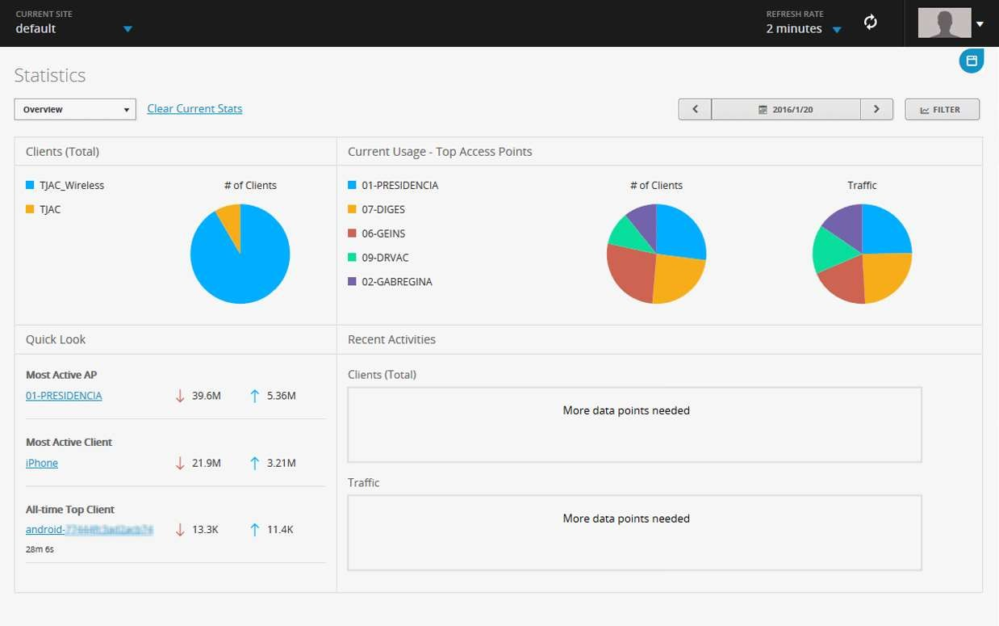 CURRENT SITE
default
REFRESH RATE
2 minutes
Statistics
Overview
Clear Current Stats
2016/1/20
FILTER
Clients (Total)
TJAC_Wireless
TJAC
# of Clients
Current Usage - Top Access Points
01-PRESIDENCIA
07-DIGES
06-GEINS
09-DRVAC
02-GABREGINA
# of Clients
Traffic
Quick Look
Most Active AP
01-PRESIDENCIA 39.6M 5.36M
Most Active Client
iPhone 21.9M 3.21M
All-time Top Client
android- 13.3K 11.4K
28m 6s
Recent Activities
Clients (Total)
More data points needed
Traffic
More data points needed